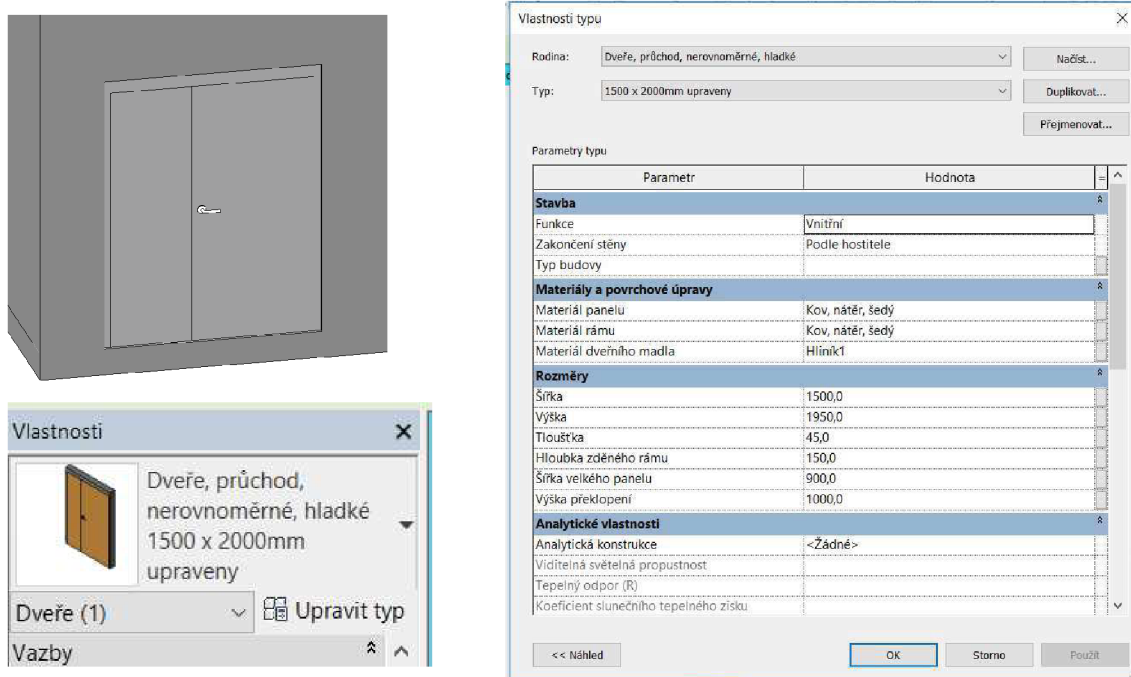 Vlastnosti
Dveře, průchod,
nerovnoměrné, hladké
1500 x 2000mm
upraveny
Dveře (1)
Upravit typ
Vazby
Vlastnosti typu
Rodina:
Dveře, průchod, nerovnoměrné, hladké
Načíst...
Typ:
1500 x 2000mm upraveny
Duplikovat...
Přejmenovat...
Parametry typu
Parametr Hodnota =
Stavba
Funkce Vnitřní
Zakončení stěny Podle hostitele
Typ budovy
Materiály a povrchové úpravy
Materiál panelu Kov, nátěr, šedý
Materiál rámu Kov, nátěr, šedý
Materiál dveřního madla Hliník1
Rozměry
Šířka 1500,0
Výška 1950,0
Tloušťka 45,0
Hloubka zděného rámu 150,0
Šířka velkého panelu 900,0
Výška překlopení 1000,0
Analytické vlastnosti
Analytická konstrukce <Žádné>
Viditelná světelná propustnost
Tepelný odpor (R)
Koeficient slunečního tepelného zisku
<< Náhled
OK
Storno
Použít